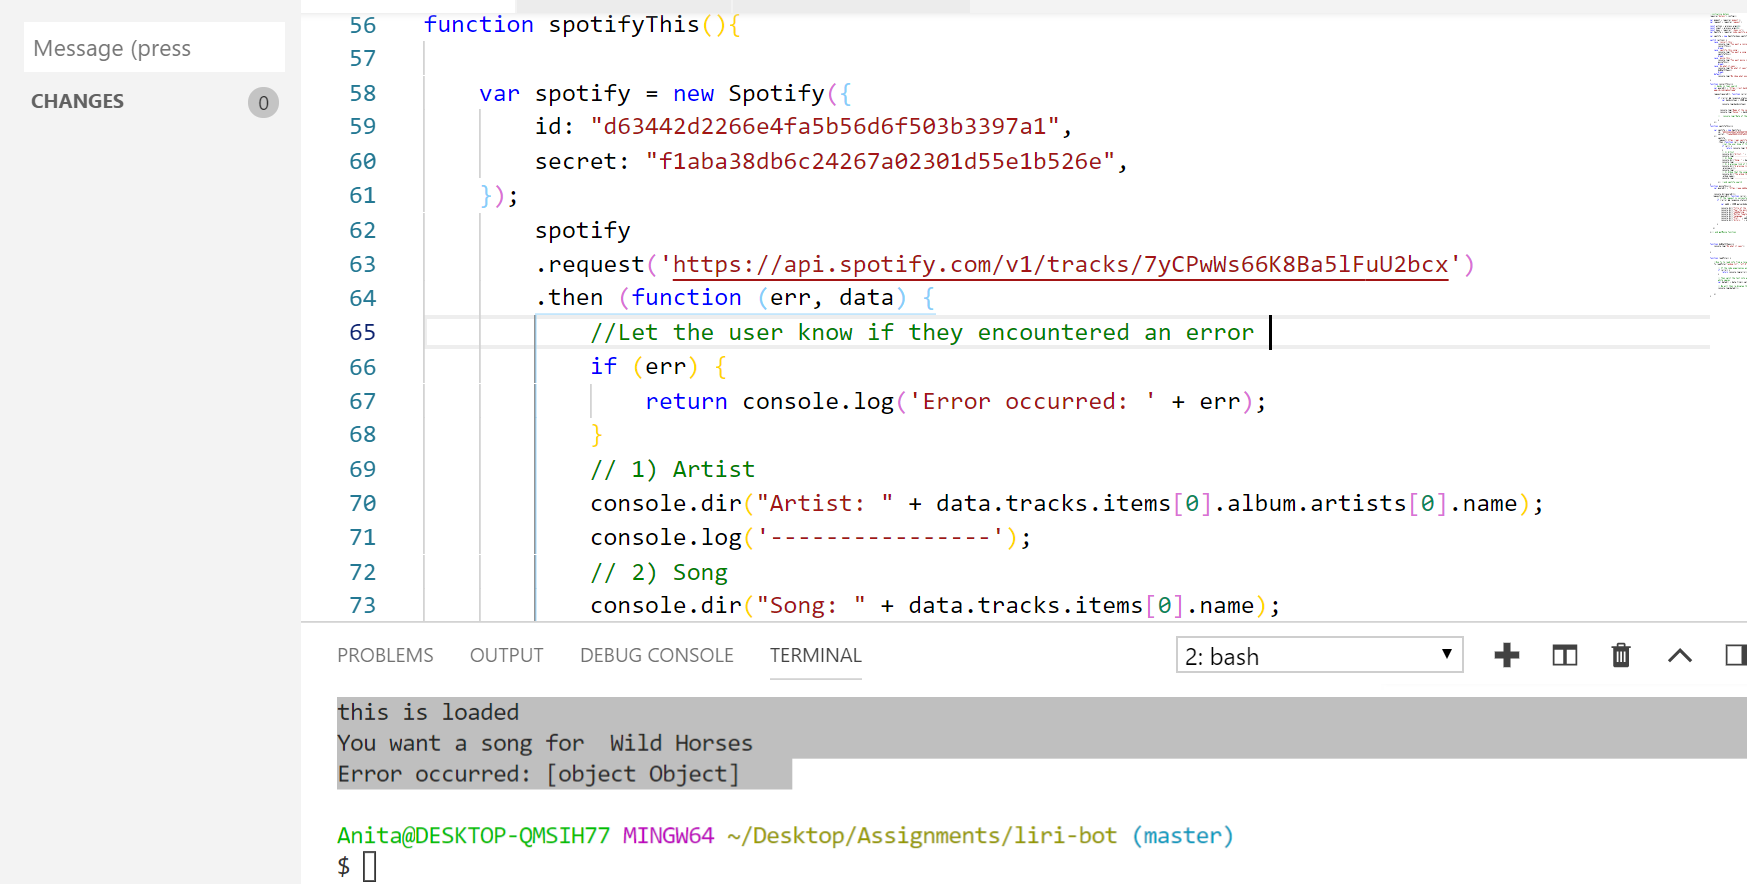 Message (press
CHANGES 0
56 function spotifyThis(){
57
58 var spotify = new Spotify({
59 id: "d63442d2266e4fa5b56d6f503b3397a1",
60 secret: "f1aba38db6c24267a02301d55e1b526e",
61 });
62 spotify
63 .request('https://api.spotify.com/v1/tracks/7yCPwWs66K8Ba5lFuU2bcx')
64 .then (function (err, data) {
65 //Let the user know if they encountered an error
66 if (err) {
67 return console.log('Error occurred: ' + err);
68 }
69 // 1) Artist
70 console.dir("Artist: " + data.tracks.items[0].album.artists[0].name);
71 console.log('----------------');
72 // 2) Song
73 console.dir("Song: " + data.tracks.items[0].name);
PROBLEMS OUTPUT DEBUG CONSOLE TERMINAL 2: bash
this is loaded
You want a song for  Wild Horses
Error occurred: [object Object]
Anita@DESKTOP-QMSIH77 MINGW64 ~/Desktop/Assignments/liri-bot (master)
$